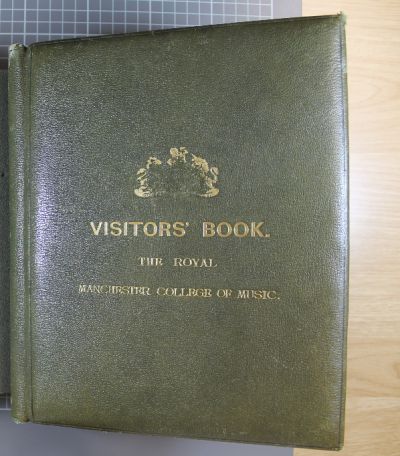 VISITORS' BOOK.
THE ROYAL
MANCHESTER COLLEGE OF MUSIC.